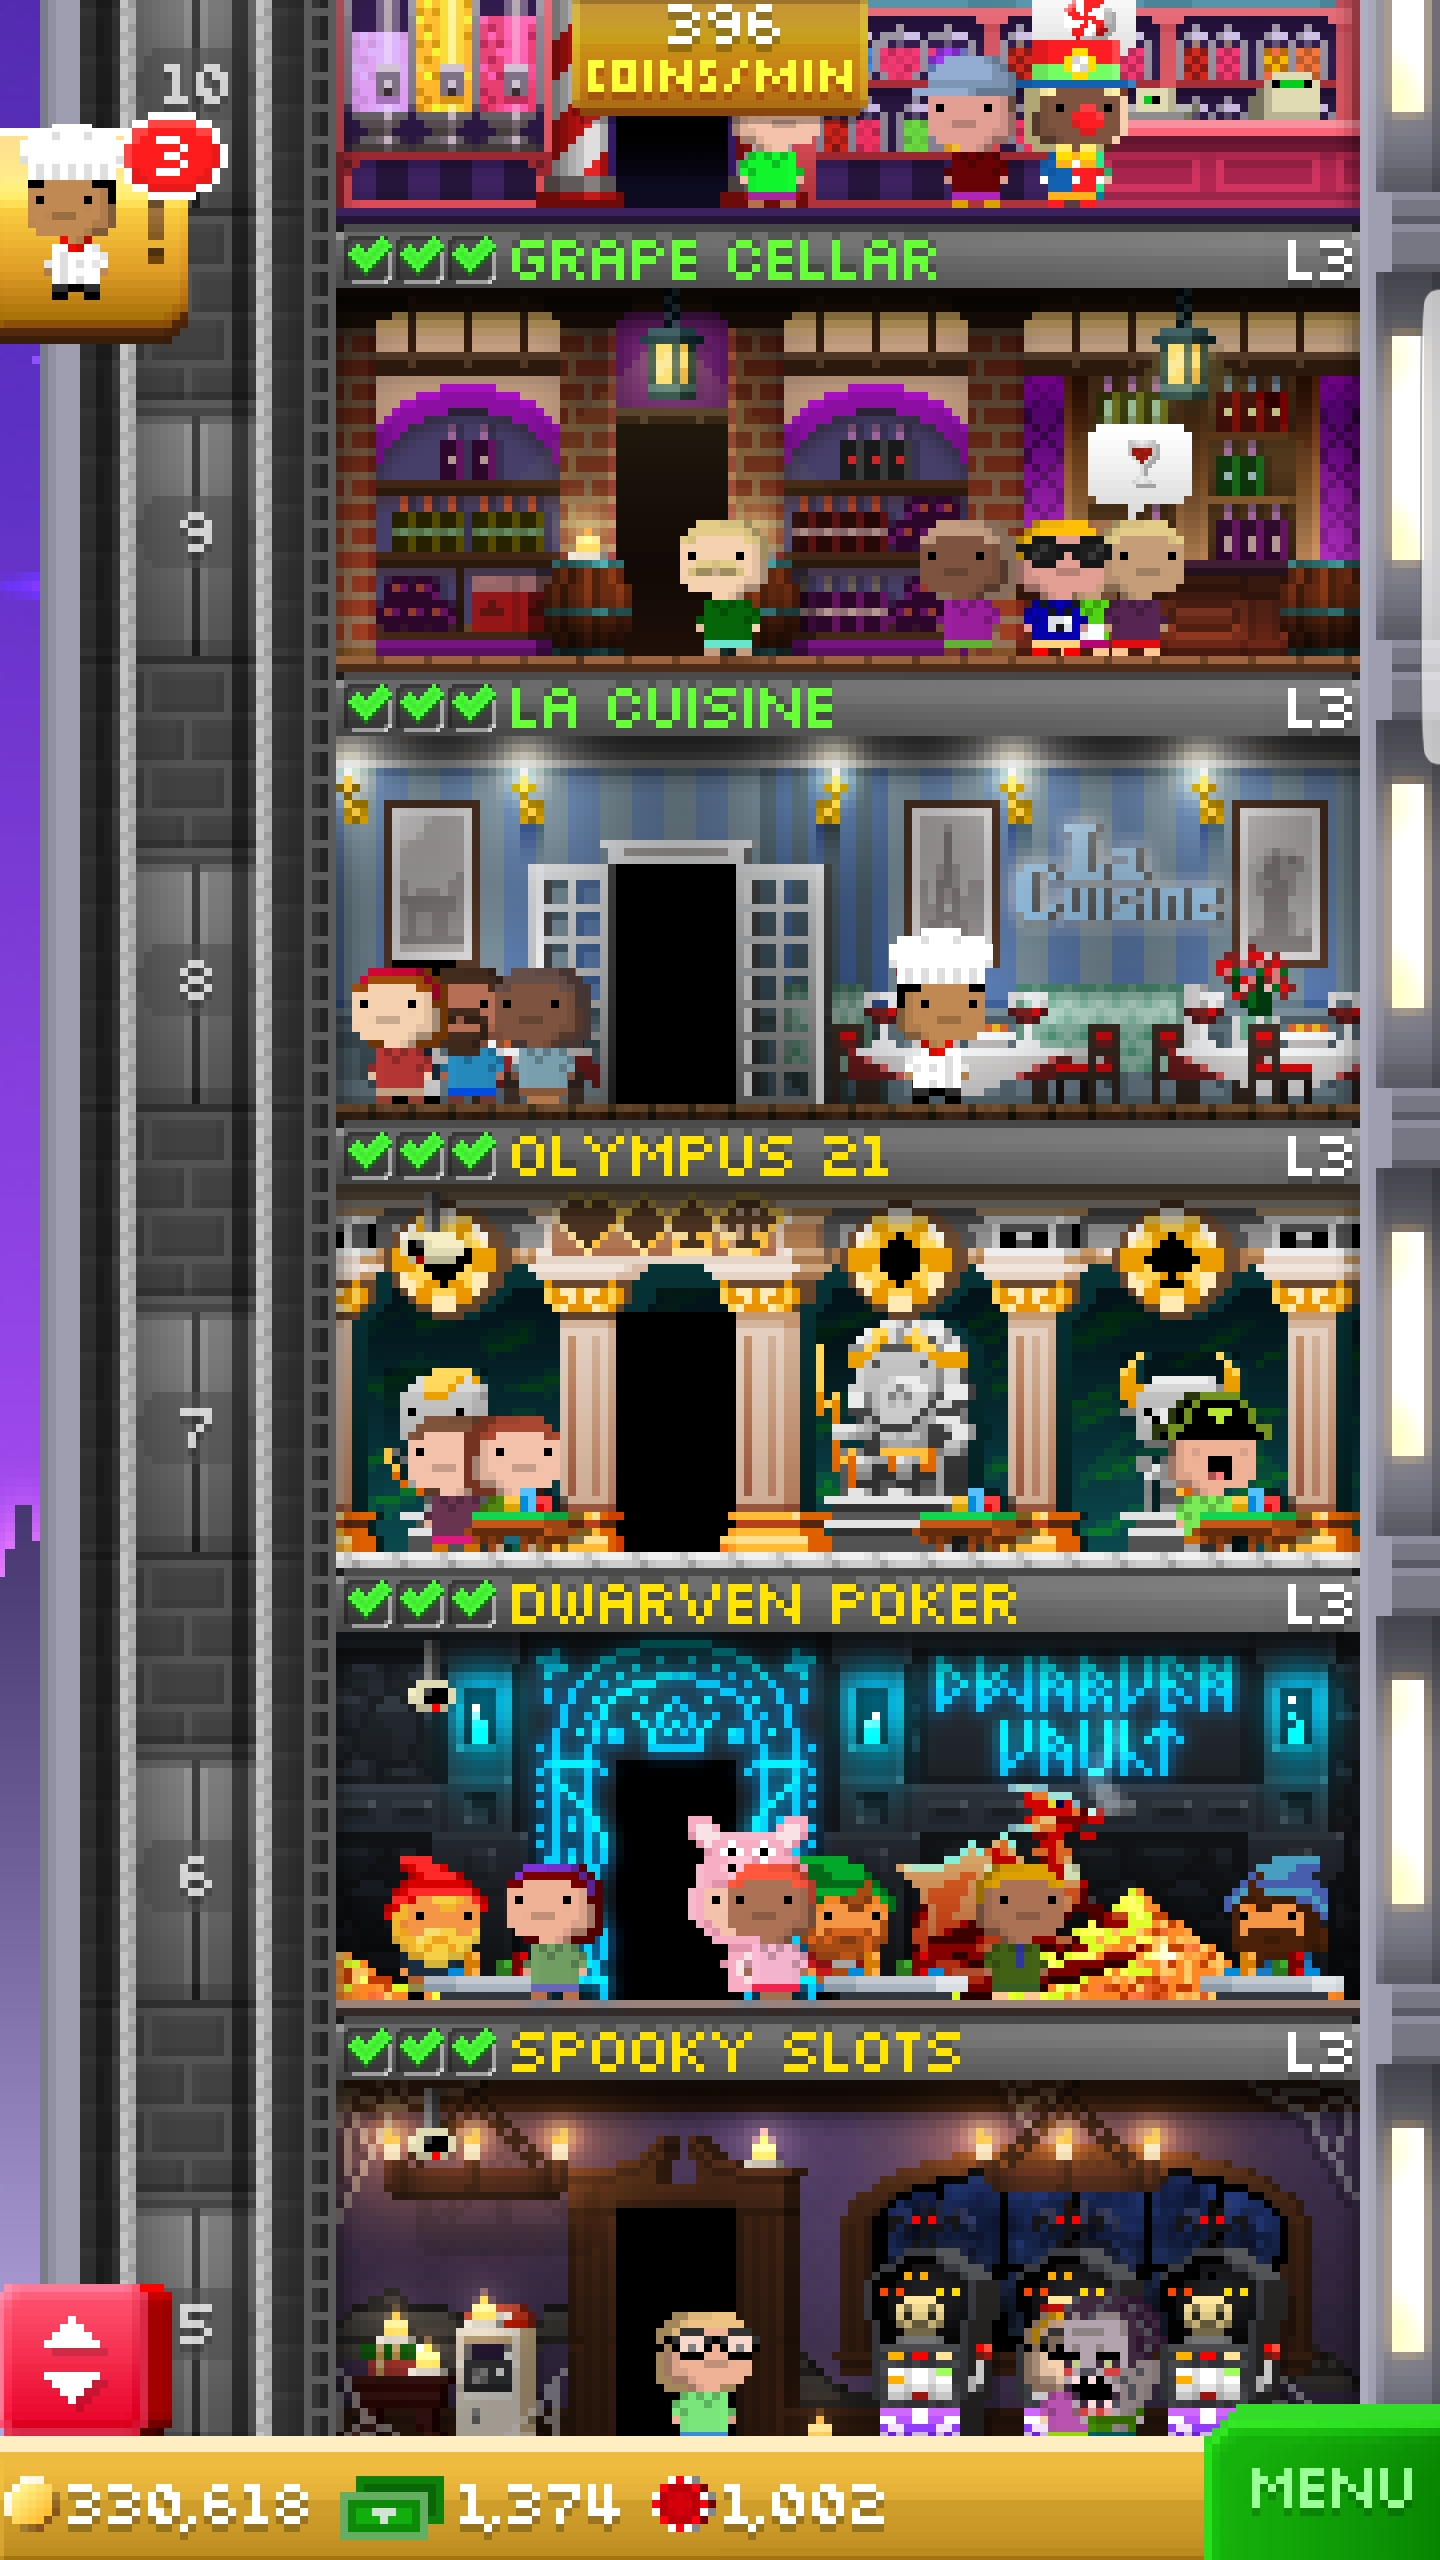 396
COINS/MIN
10
3
GRAPE CELLAR L3
9
LA CUISINE L3
8
La
Cuisine
OLYMPUS 21 L3
7
DWARVEN POKER L3
DWARVEN
VAULT
6
SPOOKY SLOTS L3
5
330,618 1,374 1,002 MENU